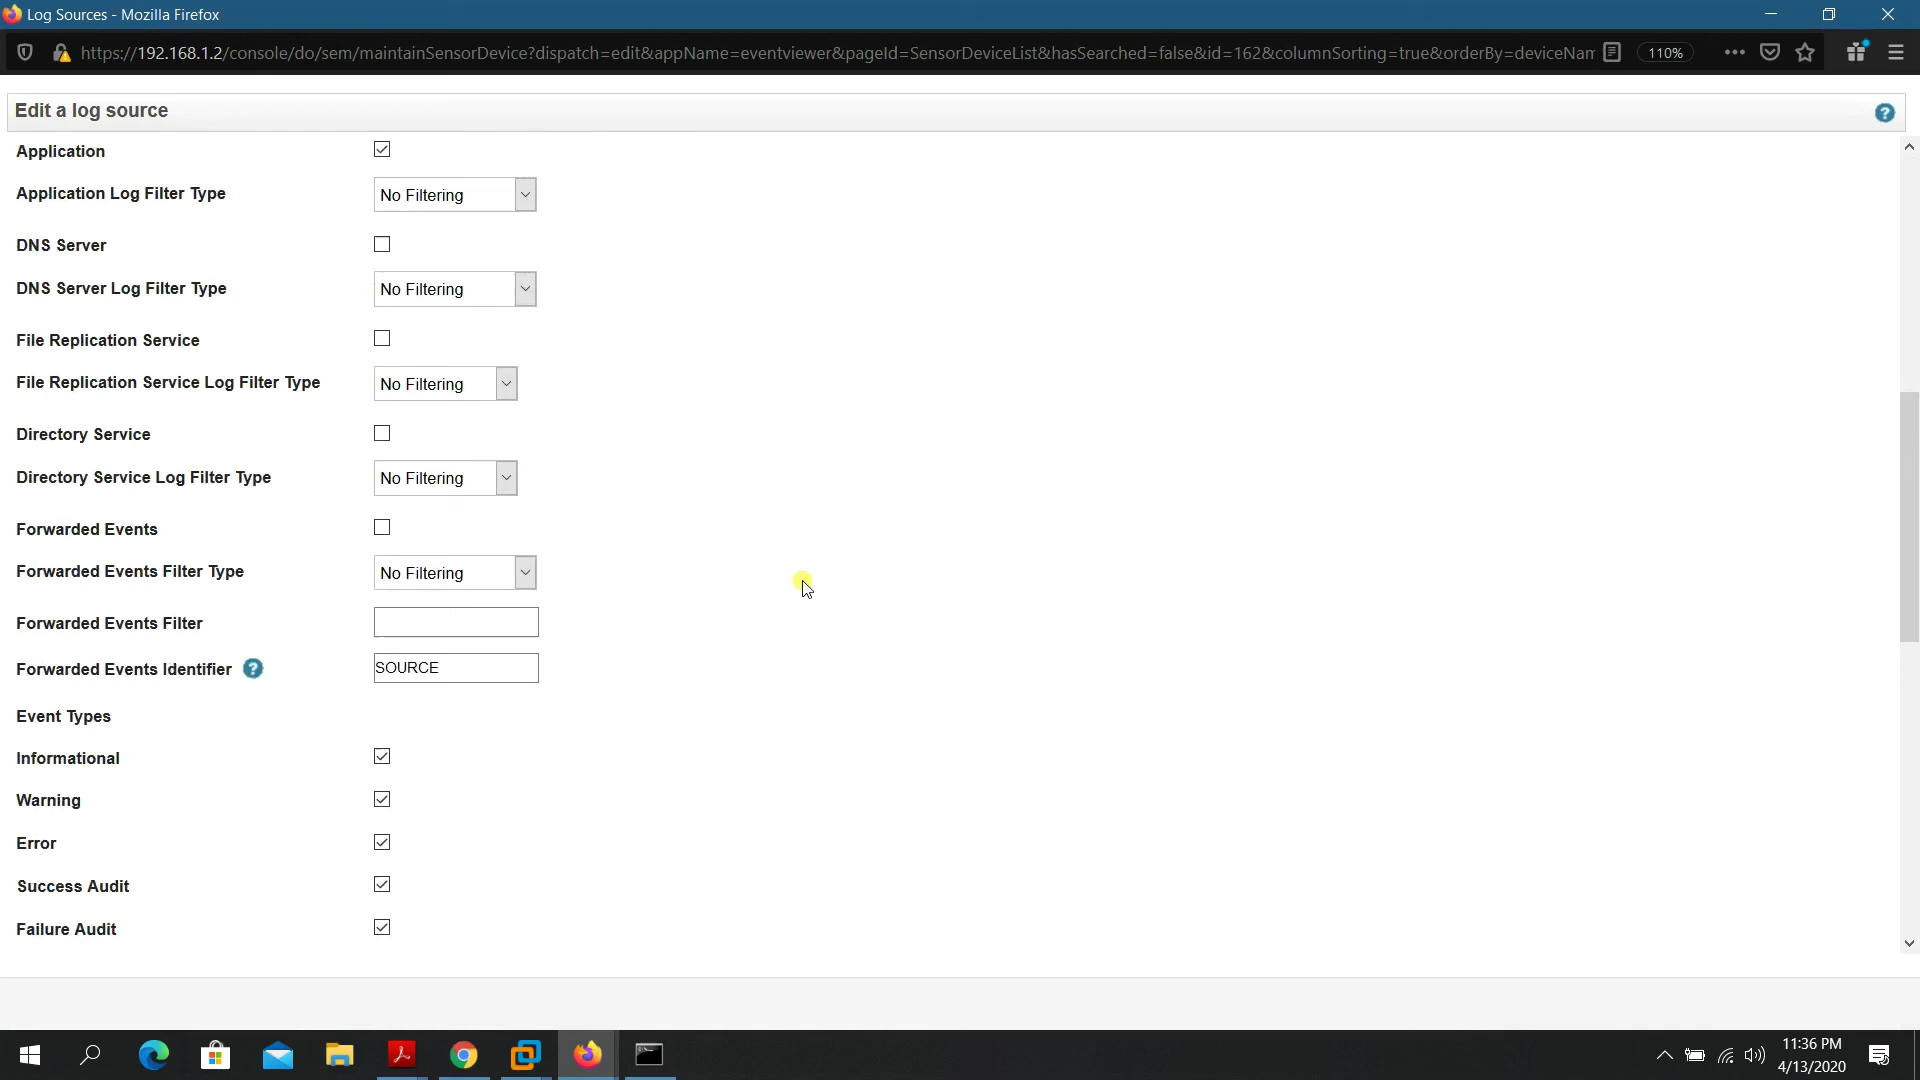 Log Sources - Mozilla Firefox
https://192.168.1.2/console/do/sem/maintainSensorDevice?dispatch=edit&appName=eventviewer&pageId=SensorDeviceList&hasSearched=false&id=162&columnSorting=true&orderBy=deviceNam
110%
Edit a log source
?
Application
Application Log Filter Type No Filtering
DNS Server
DNS Server Log Filter Type No Filtering
File Replication Service
File Replication Service Log Filter Type No Filtering
Directory Service
Directory Service Log Filter Type No Filtering
Forwarded Events
Forwarded Events Filter Type No Filtering
Forwarded Events Filter
Forwarded Events Identifier ? SOURCE
Event Types
Informational
Warning
Error
Success Audit
Failure Audit
11:36 PM
4/13/2020